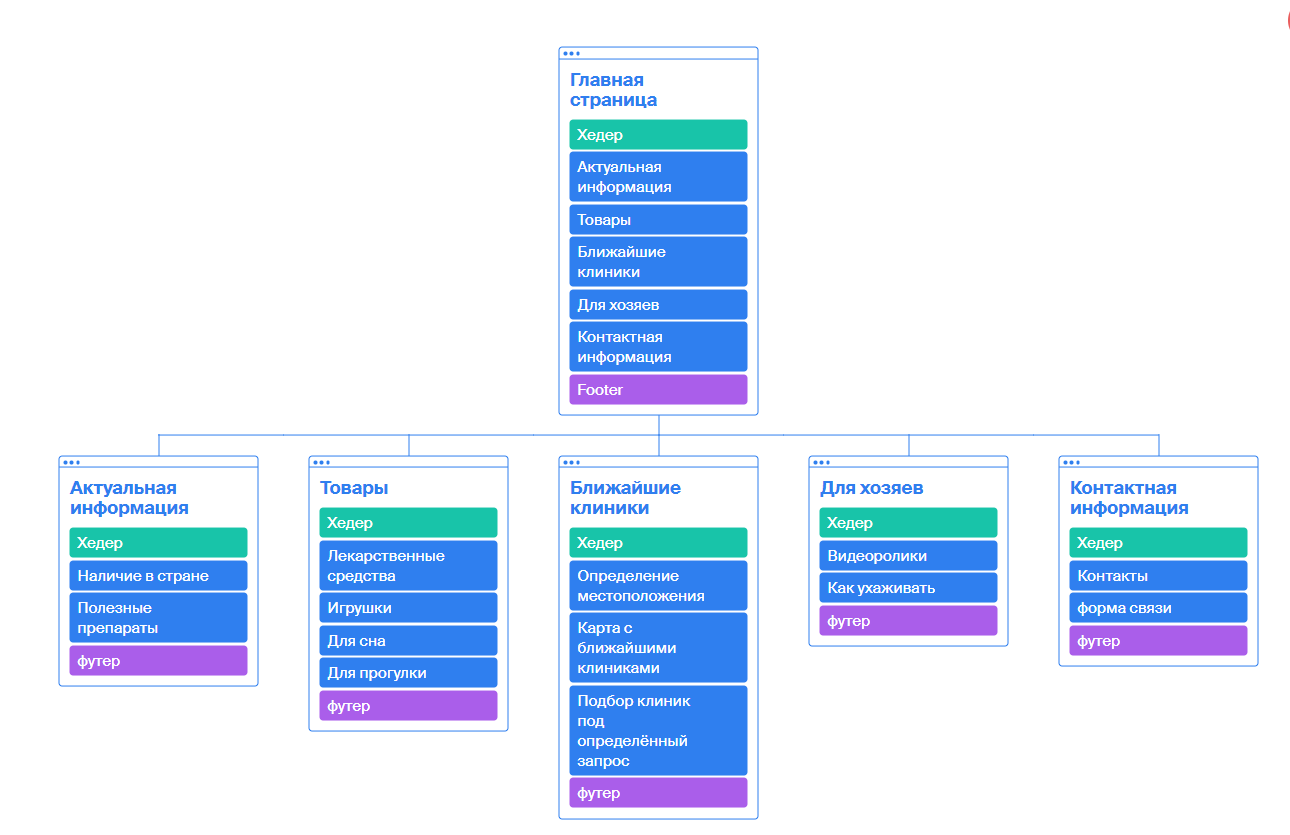 Главная
страница
Хедер
Актуальная
информация
Товары
Ближайшие
клиники
Для хозяев
Контактная
информация
Footer
Актуальная
информация
Хедер
Наличие в стране
Полезные
препараты
футер
Товары
Хедер
Лекарственные
средства
Игрушки
Для сна
Для прогулки
футер
Ближайшие
клиники
Хедер
Определение
местоположения
Карта с
ближайшими
клиниками
Подбор клиник
под
определённый
запрос
футер
Для хозяев
Хедер
Видеоролики
Как ухаживать
футер
Контактная
информация
Хедер
Контакты
форма связи
футер